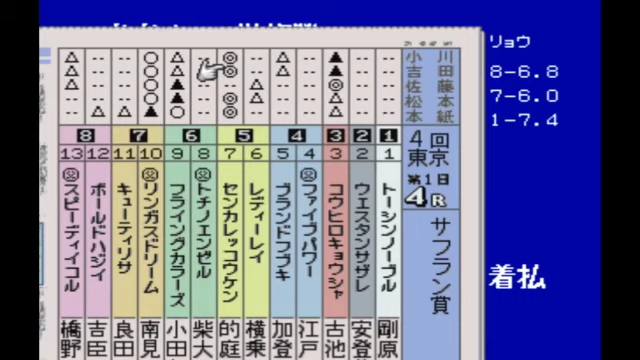 リョウ
8-6.8
7-6.0
1-7.4
着払
小 川
吉 田
佐 藤
松 本
本 紙
4回東京
第1日
4R
サフラン賞
8 7 6 5 4 3 2 1
13 12 11 10 9 8 7 6 5 4 3 2 1
トーシンノーブル
ウエスタンサザレ
コウヒロキョウシャ
ファイブパワー
グランドフブキ
レディーレイ
センカレッコウケン
トチノエンゼル
フライングカラーズ
リンガスドリーム
キューティリサ
ボールドハジイ
スピーディイコル
橋野 吉臣 良田 南見 小田 柴大 的庭 横乗 加登 江戸 古池 安登 剛原